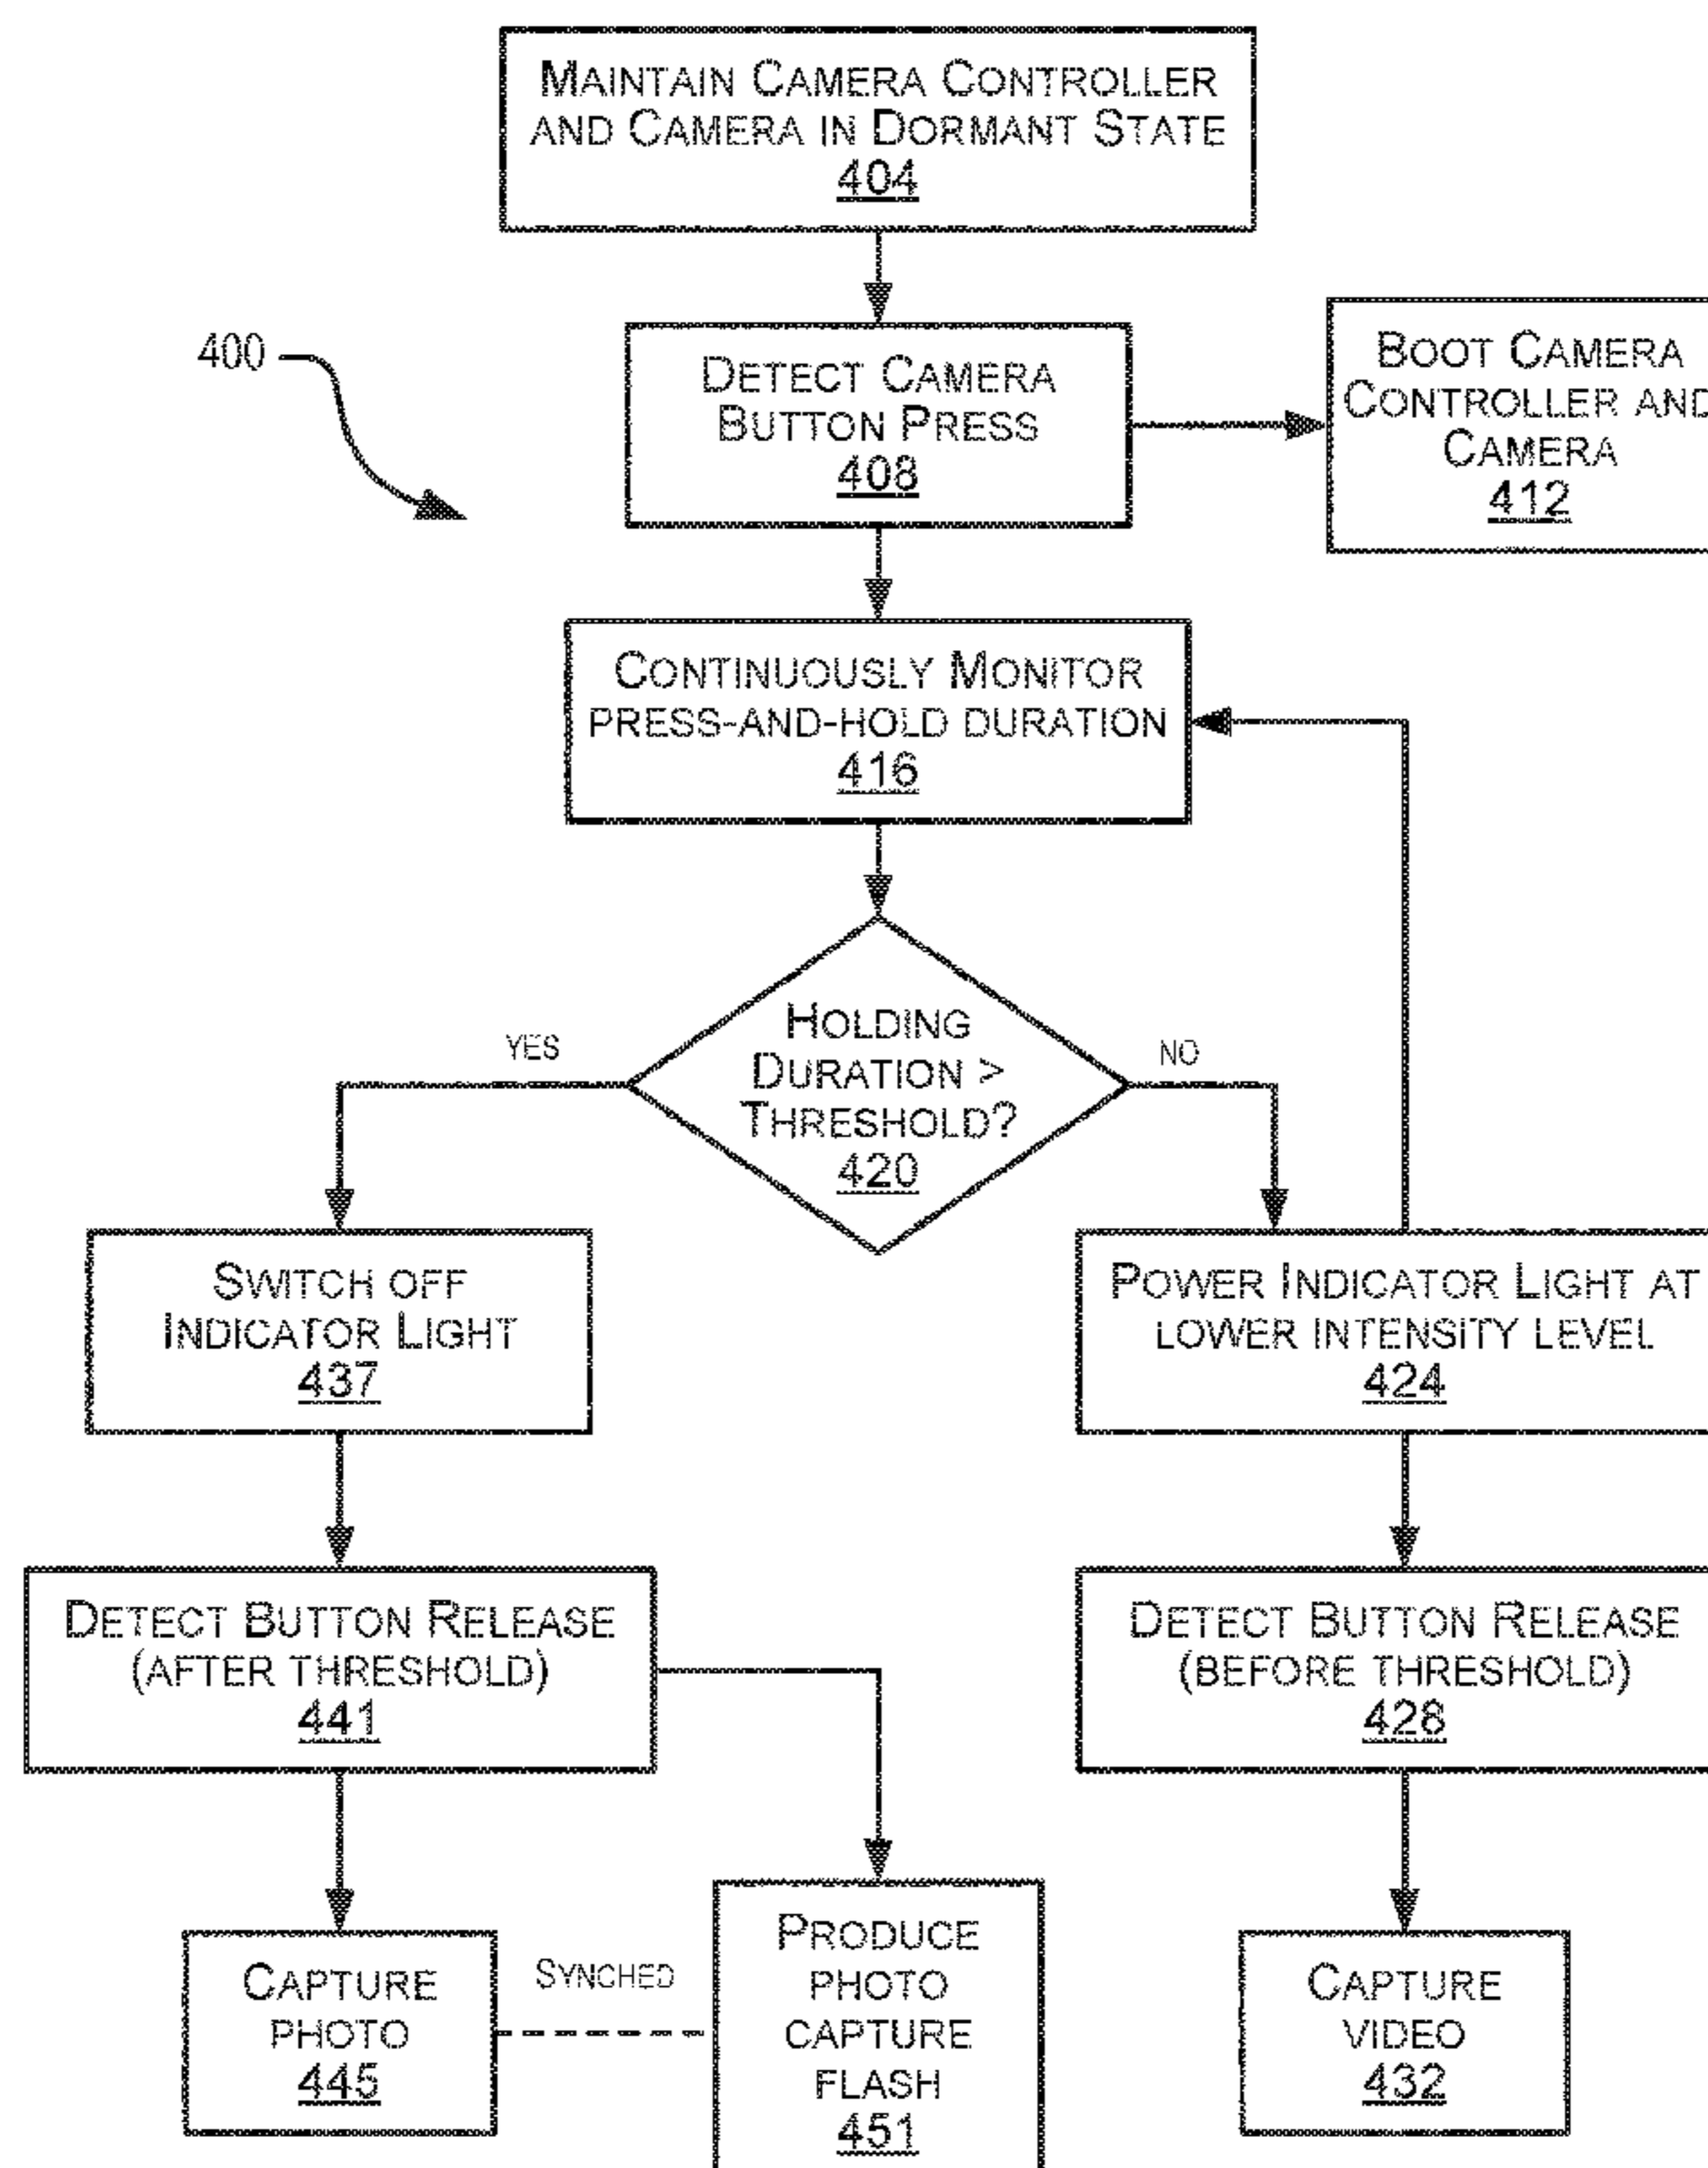 MAINTAIN CAMERA CONTROLLER
AND CAMERA IN DORMANT STATE
404
400
DETECT CAMERA
BUTTON PRESS
408
BOOT CAMERA
CONTROLLER AND
CAMERA
412
CONTINUOUSLY MONITOR
PRESS-AND-HOLD DURATION
416
HOLDING
DURATION >
THRESHOLD?
420
YES
NO
SWITCH OFF
INDICATOR LIGHT
437
POWER INDICATOR LIGHT AT
LOWER INTENSITY LEVEL
424
DETECT BUTTON RELEASE
(AFTER THRESHOLD)
441
DETECT BUTTON RELEASE
(BEFORE THRESHOLD)
428
CAPTURE
PHOTO
445
SYNCHED
PRODUCE
PHOTO
CAPTURE
FLASH
451
CAPTURE
VIDEO
432